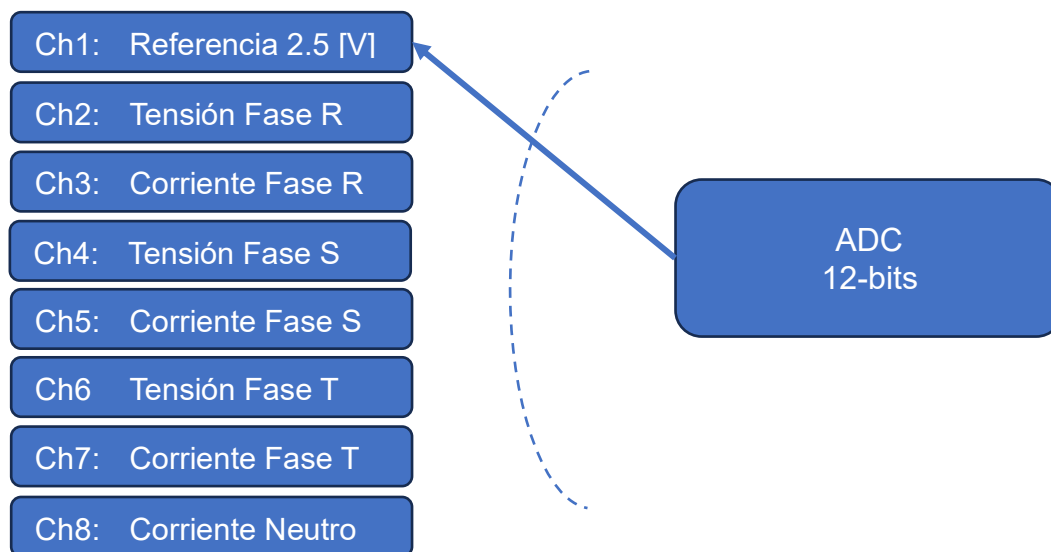 Ch1: Referencia 2.5 [V]
Ch2: Tensión Fase R
Ch3: Corriente Fase R
Ch4: Tensión Fase S
Ch5: Corriente Fase S
Ch6 Tensión Fase T
Ch7: Corriente Fase T
Ch8: Corriente Neutro
ADC
12-bits